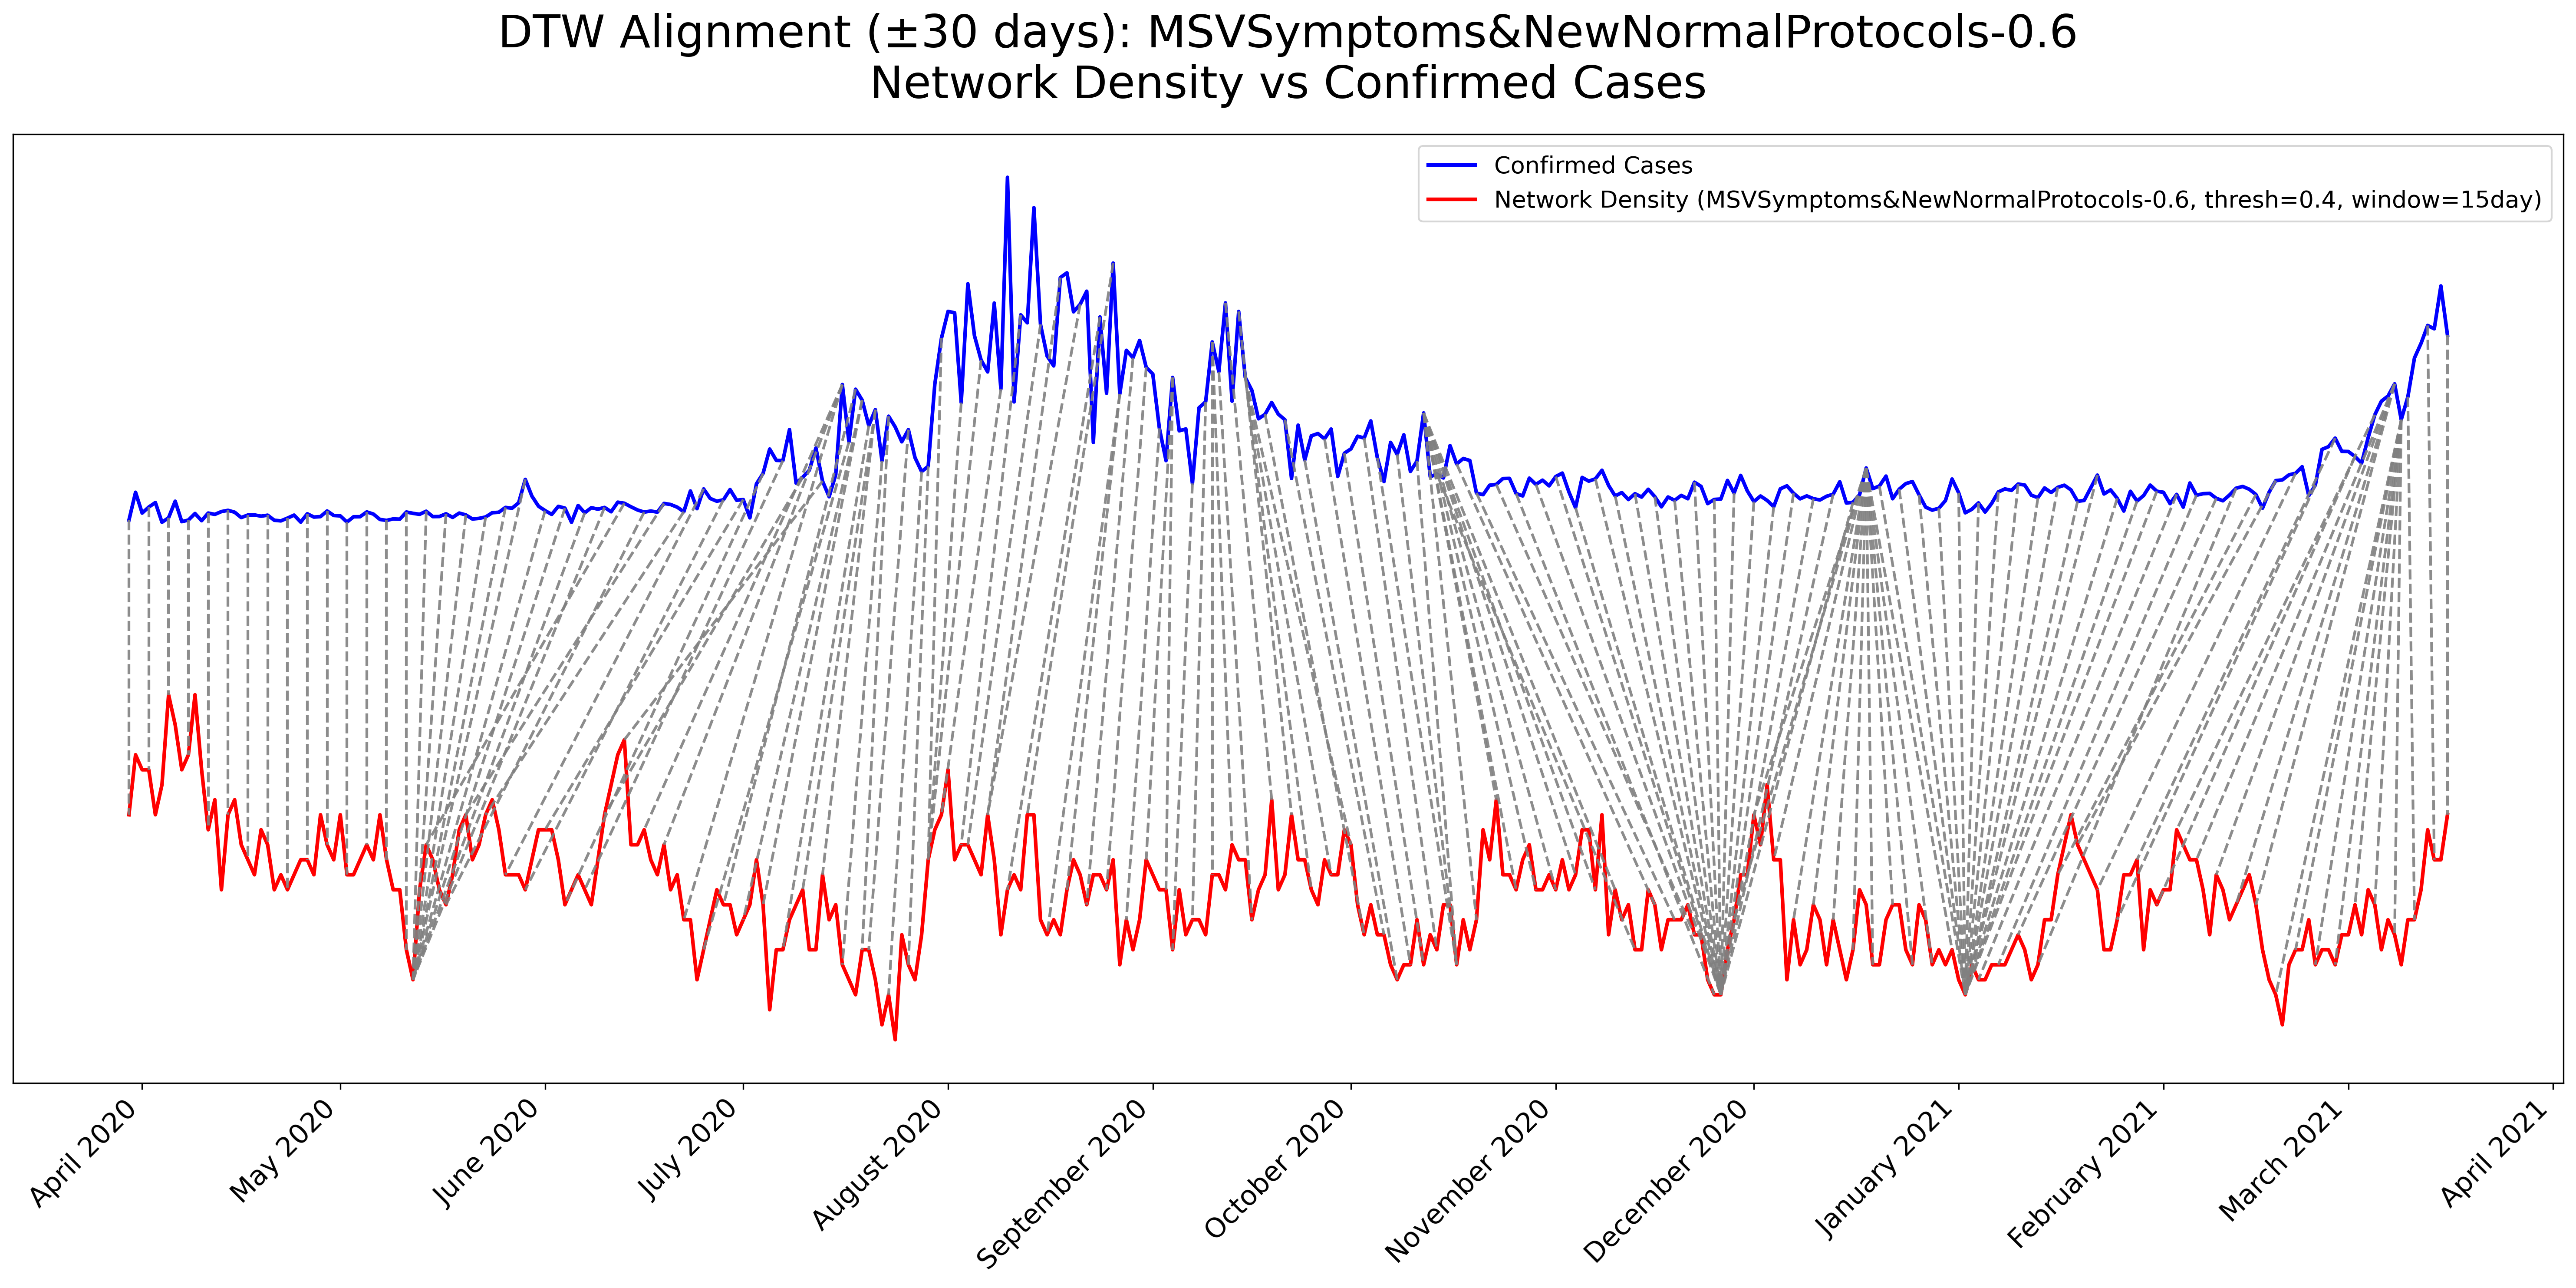 DTW Alignment (±30 days): MSVSymptoms&NewNormalProtocols-0.6
Network Density vs Confirmed Cases
Confirmed Cases
Network Density (MSVSymptoms&NewNormalProtocols-0.6, thresh=0.4, window=15day)
April 2020
May 2020
June 2020
July 2020
August 2020
September 2020
October 2020
November 2020
December 2020
January 2021
February 2021
March 2021
April 2021